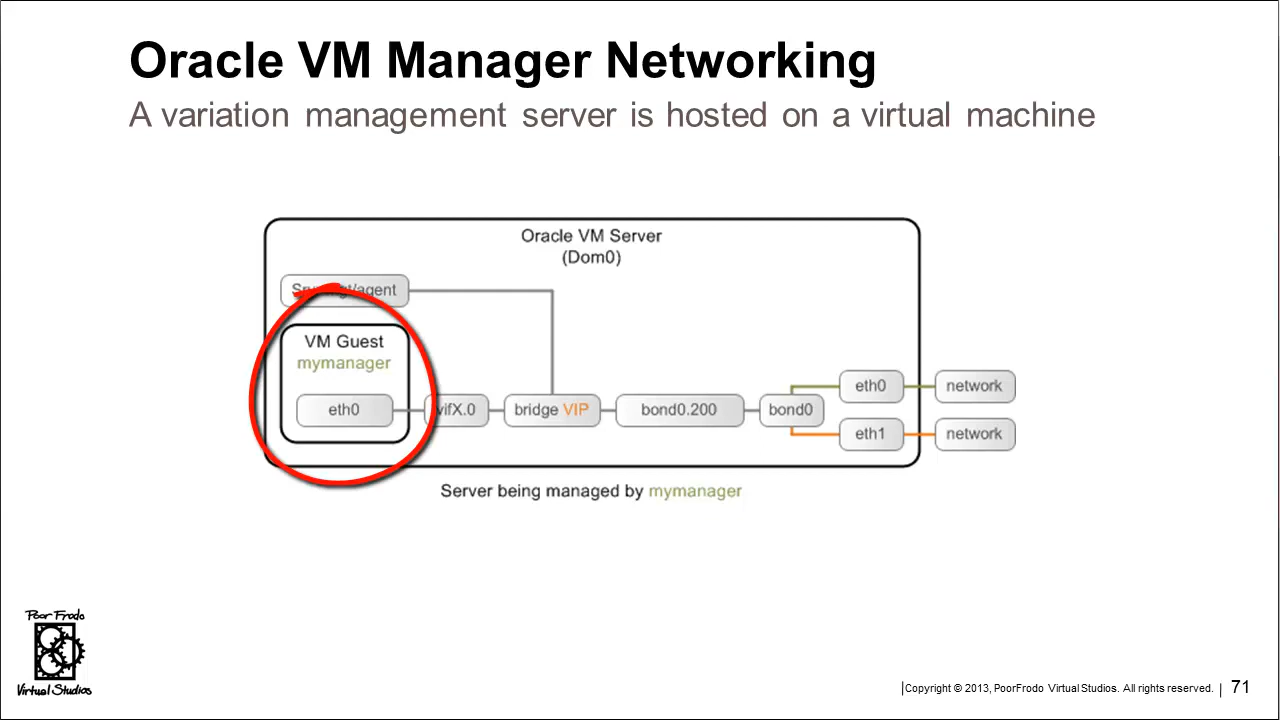 Oracle VM Manager Networking
A variation management server is hosted on a virtual machine
Oracle VM Server
(Dom0)
VM Guest
mymanager
eth0
vifX.0
bridge VIP
bond0.200
bond0
eth0
network
eth1
network
Server being managed by mymanager
Poor Frodo
Virtual Studios
|Copyright © 2013, PoorFrodo Virtual Studios. All rights reserved. | 71